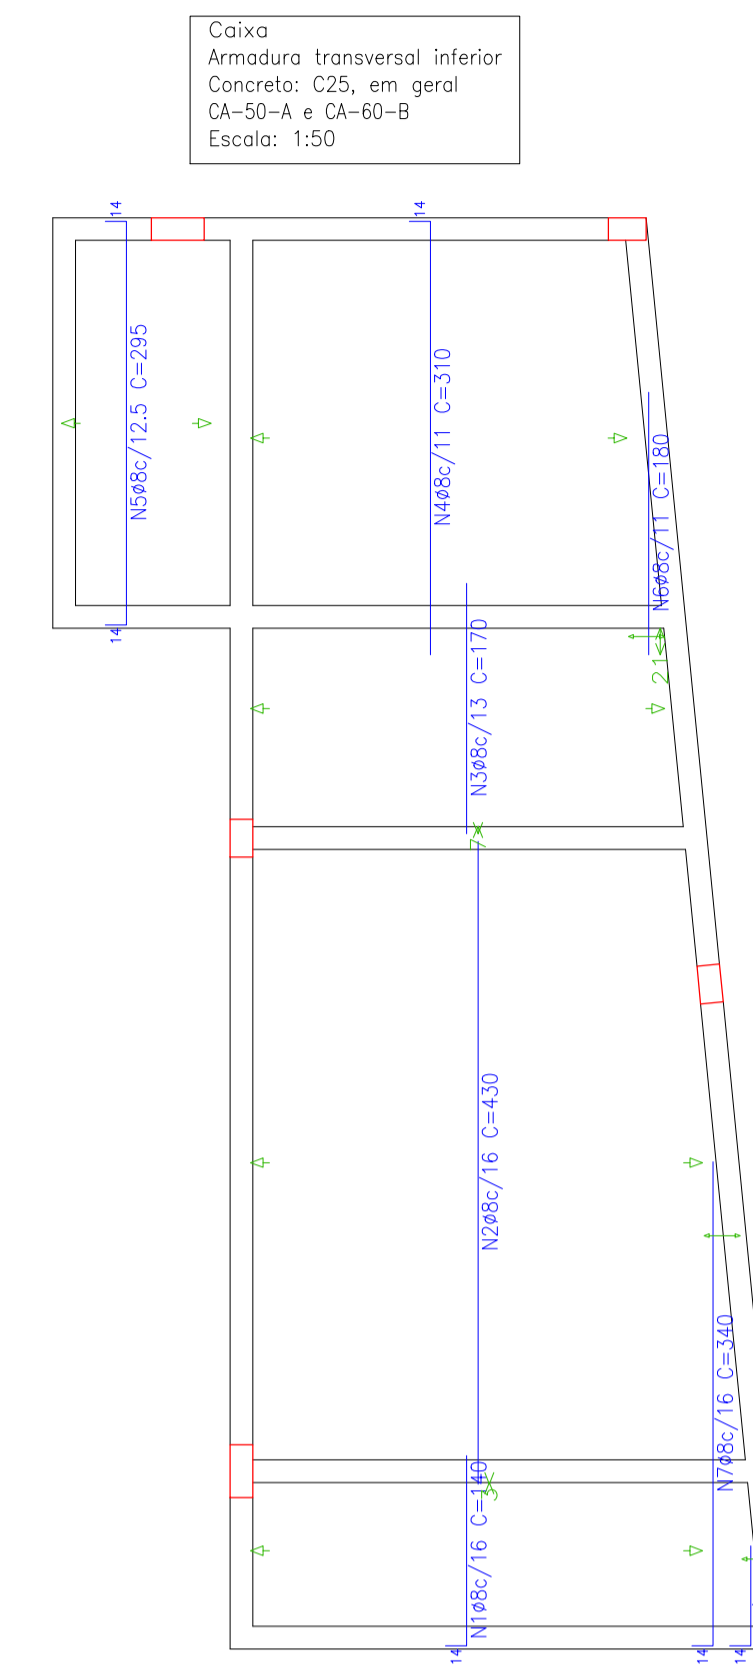 Caixa
Armadura transversal inferior
Concreto: C25, em geral
CA-50-A e CA-60-B
Escala: 1:50
14
14
N5ø8c/12.5 C=295
N4ø8c/11 C=310
N6ø8c/11 C=180
14
21
N3ø8c/13 C=170
7
N2ø8c/16 C=430
N7ø8c/16 C=340
3
N1ø8c/16 C=140
14
14
14